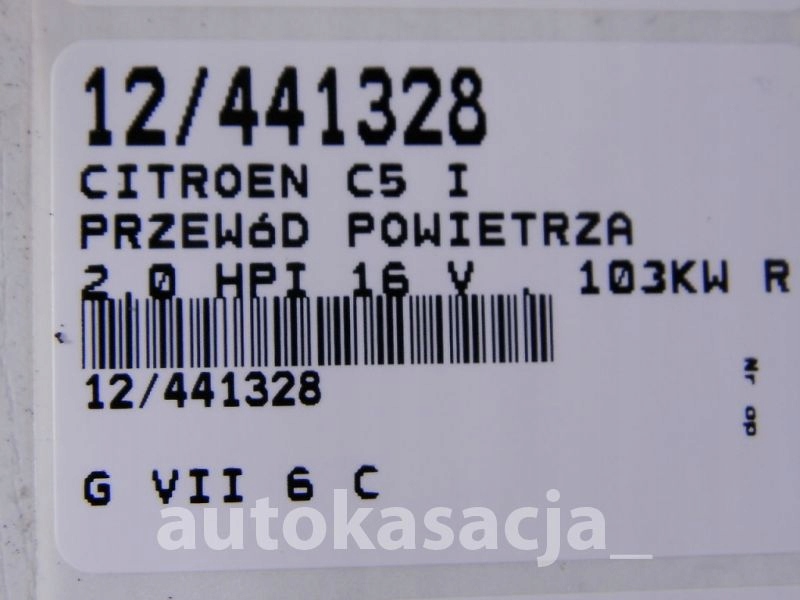 12/441328
CITROEN C5 I
PRZEWóD POWIETRZA
2.0 HPI 16 V . 103KW R
12/441328
Nr op
G VII 6 C
autokasacja_